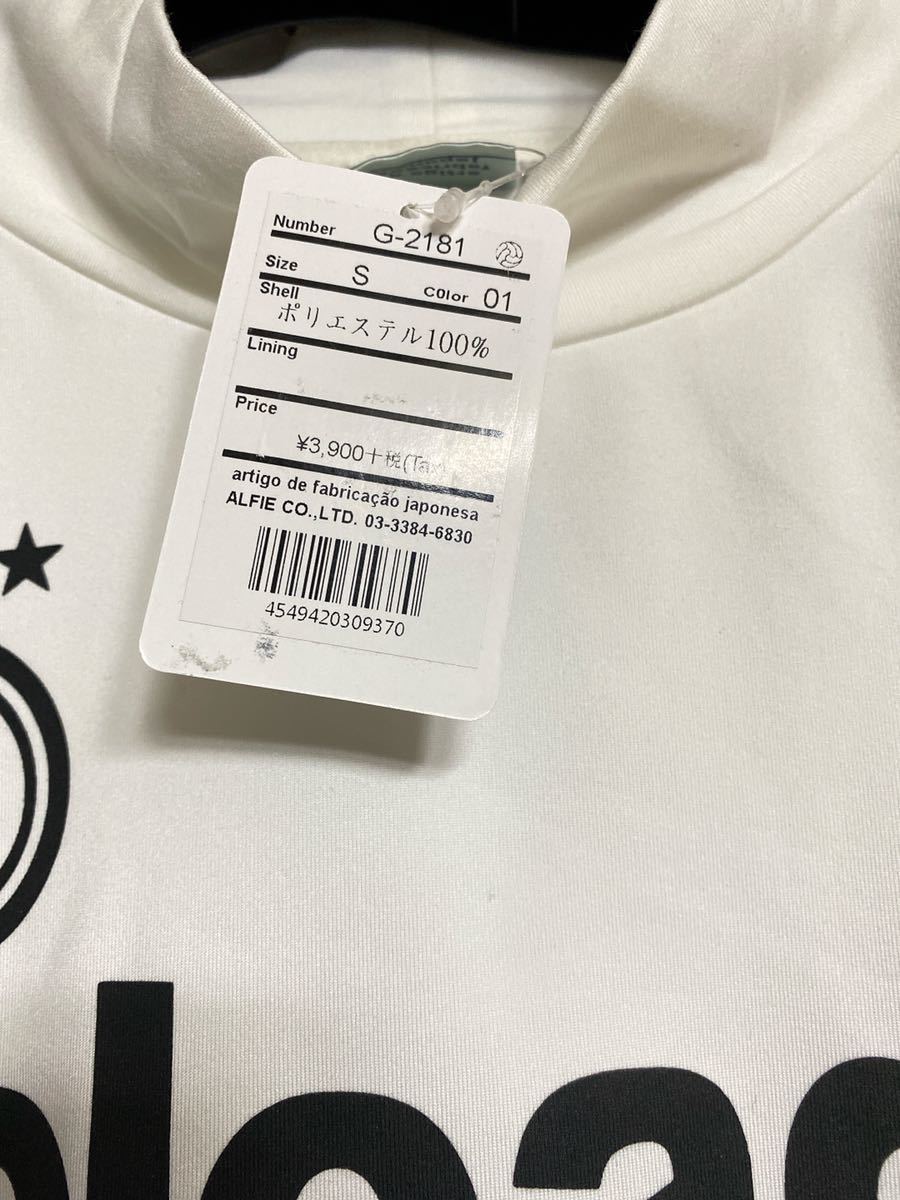 Number G-2181
Size S C0lor 01
Shell
ポリエステル100%
Lining
Price
¥3,900+税(Tax)
artigo de fabricação japonesa
ALFIE CO.,LTD. 03-3384-6830
4549420309370